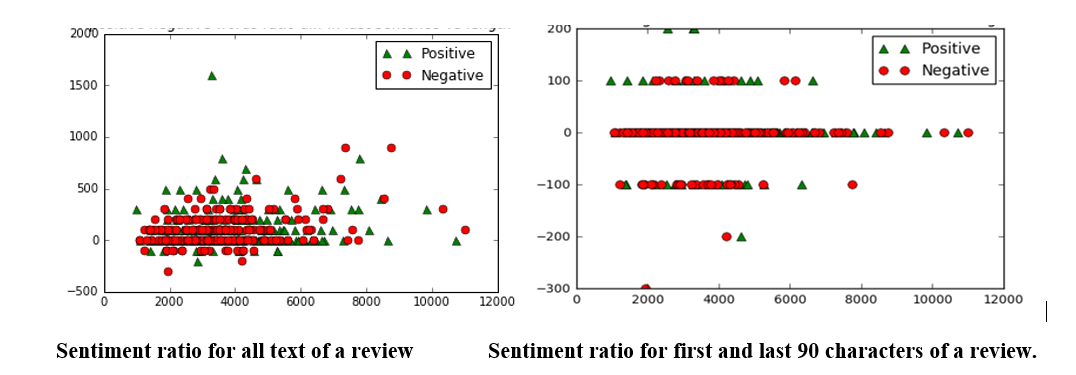 2000
1500
1000
500
0
−500
0 2000 4000 6000 8000 10000 12000
Positive
Negative
200
100
0
−100
−200
−300
0 2000 4000 6000 8000 10000 12000
Positive
Negative
Sentiment ratio for all text of a review
Sentiment ratio for first and last 90 characters of a review.